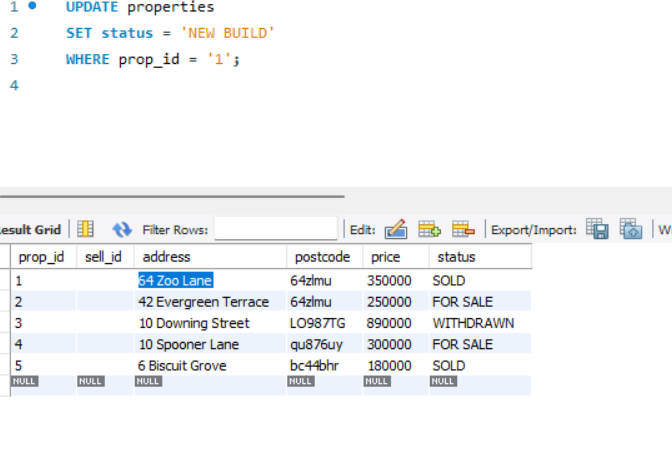 1 UPDATE properties
2 SET status = 'NEW BUILD'
3 WHERE prop_id = '1';
4
esult Grid Filter Rows: Edit: Export/Import: W
prop_id sell_id address postcode price status
1 64 Zoo Lane 64zlmu 350000 SOLD
2 42 Evergreen Terrace 64zlmu 250000 FOR SALE
3 10 Downing Street LO987TG 890000 WITHDRAWN
4 10 Spooner Lane qu876uy 300000 FOR SALE
5 6 Biscuit Grove bc44bhr 180000 SOLD
NULL NULL NULL NULL NULL NULL